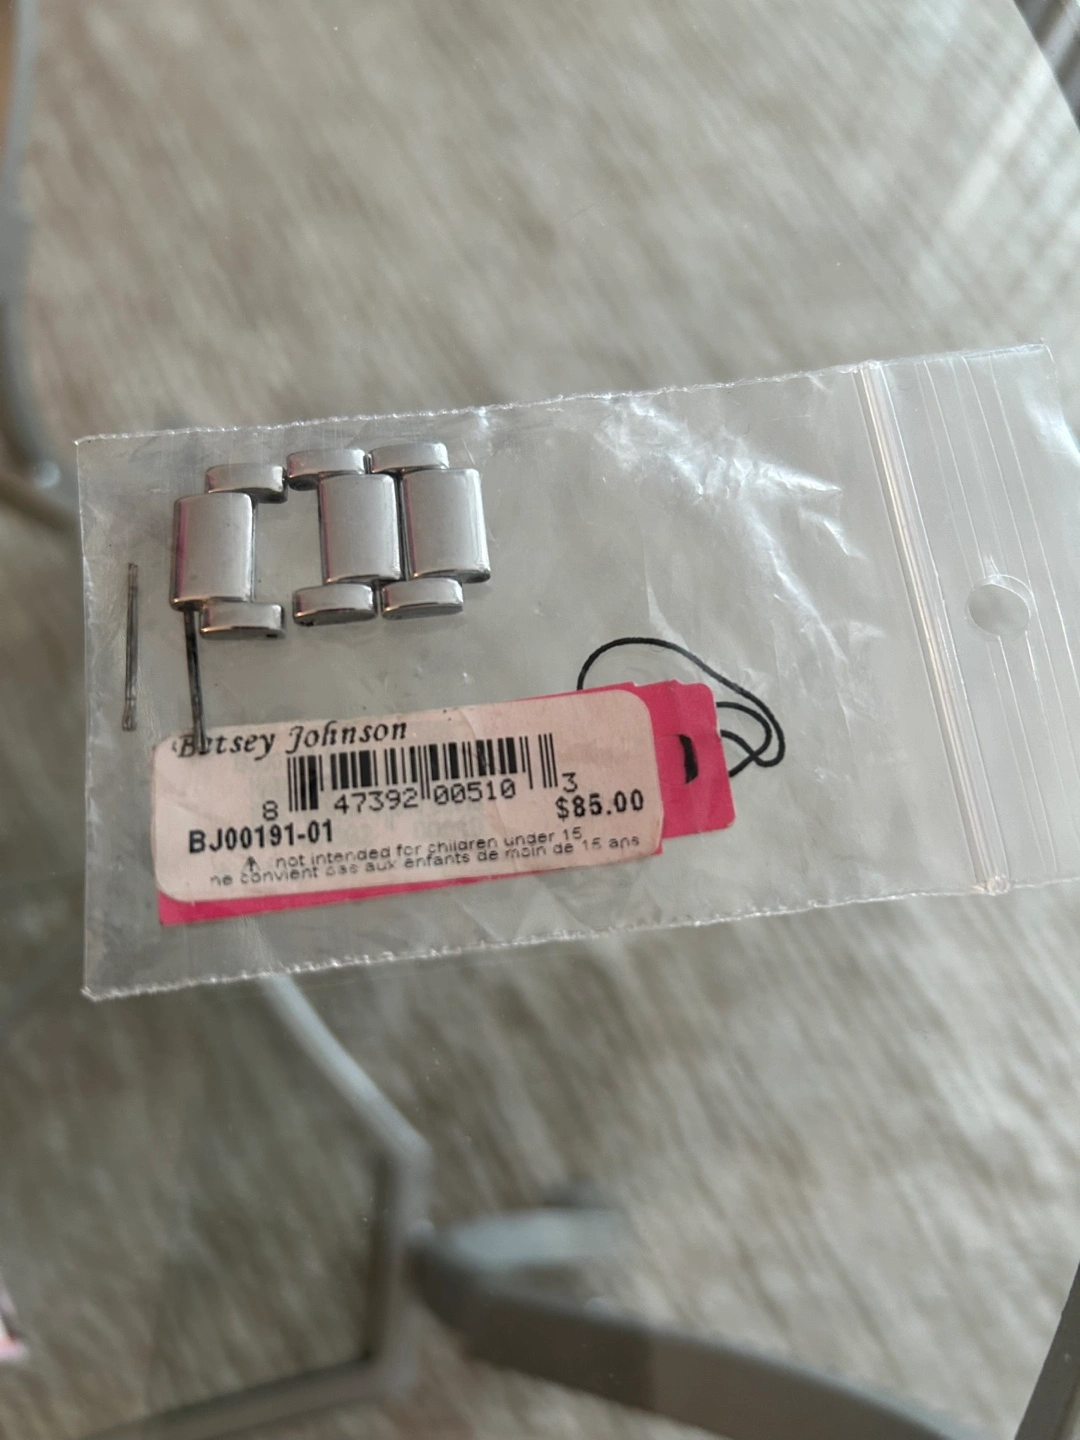 Betsey Johnson
8 47392 00510 3
$85.00
BJ00191-01
not intended for children under 15
ne convient pas aux enfants de moin de 15 ans